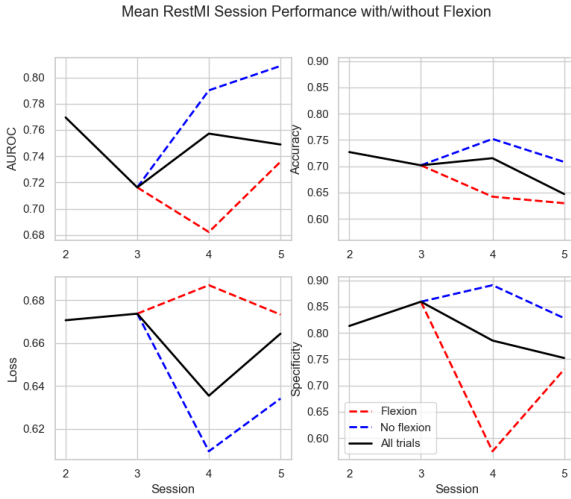 Mean RestMI Session Performance with/without Flexion
AUROC
0.80
0.78
0.76
0.74
0.72
0.70
0.68
2 3 4 5
Accuracy
0.90
0.85
0.80
0.75
0.70
0.65
0.60
2 3 4 5
Loss
0.68
0.66
0.64
0.62
2 3 4 5
Session
Specificity
0.90
0.85
0.80
0.75
0.70
0.65
0.60
Flexion
No flexion
All trials
2 3 4 5
Session